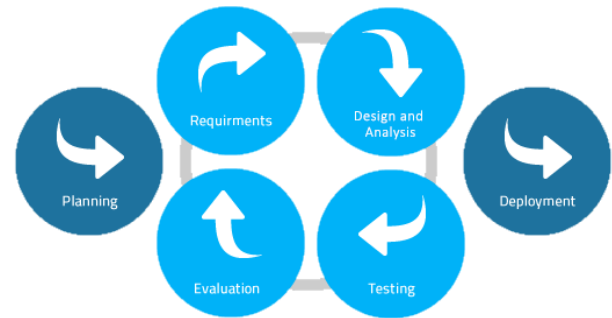 Planning
Requirments
Design and
Analysis
Testing
Evaluation
Deployment